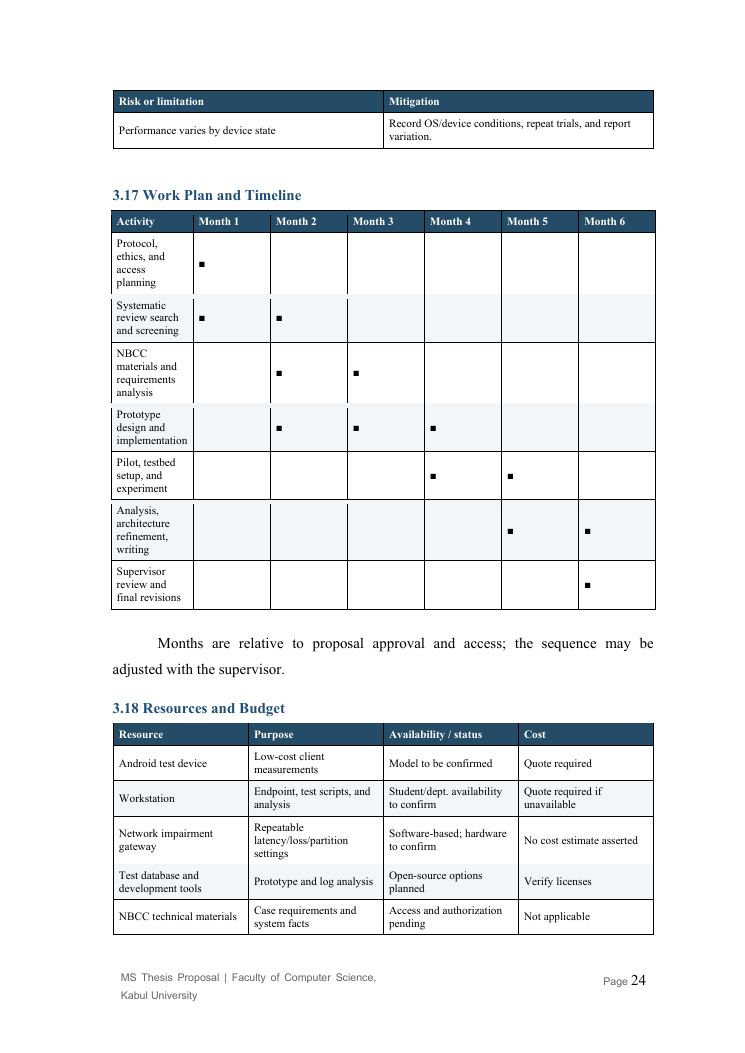 Risk or limitation Mitigation
Performance varies by device state Record OS/device conditions, repeat trials, and report
variation.
3.17 Work Plan and Timeline
Activity Month 1 Month 2 Month 3 Month 4 Month 5 Month 6
Protocol,
ethics, and
access
planning
■
Systematic
review search
and screening
■ ■
NBCC
materials and
requirements
analysis
■ ■
Prototype
design and
implementation
■ ■ ■
Pilot, testbed
setup, and
experiment
■ ■
Analysis,
architecture
refinement,
writing
■ ■
Supervisor
review and
final revisions
■
Months are relative to proposal approval and access; the sequence may be
adjusted with the supervisor.
3.18 Resources and Budget
Resource Purpose Availability / status Cost
Android test device
Low-cost client
measurements
Model to be confirmed
Quote required
Workstation
Endpoint, test scripts, and
analysis
Student/dept. availability
to confirm
Quote required if
unavailable
Network impairment
gateway
Repeatable
latency/loss/partition
settings
Software-based; hardware
to confirm
No cost estimate asserted
Test database and
development tools
Prototype and log analysis
Open-source options
planned
Verify licenses
NBCC technical materials
Case requirements and
system facts
Access and authorization
pending
Not applicable
MS Thesis Proposal | Faculty of Computer Science,
Kabul University
Page 24